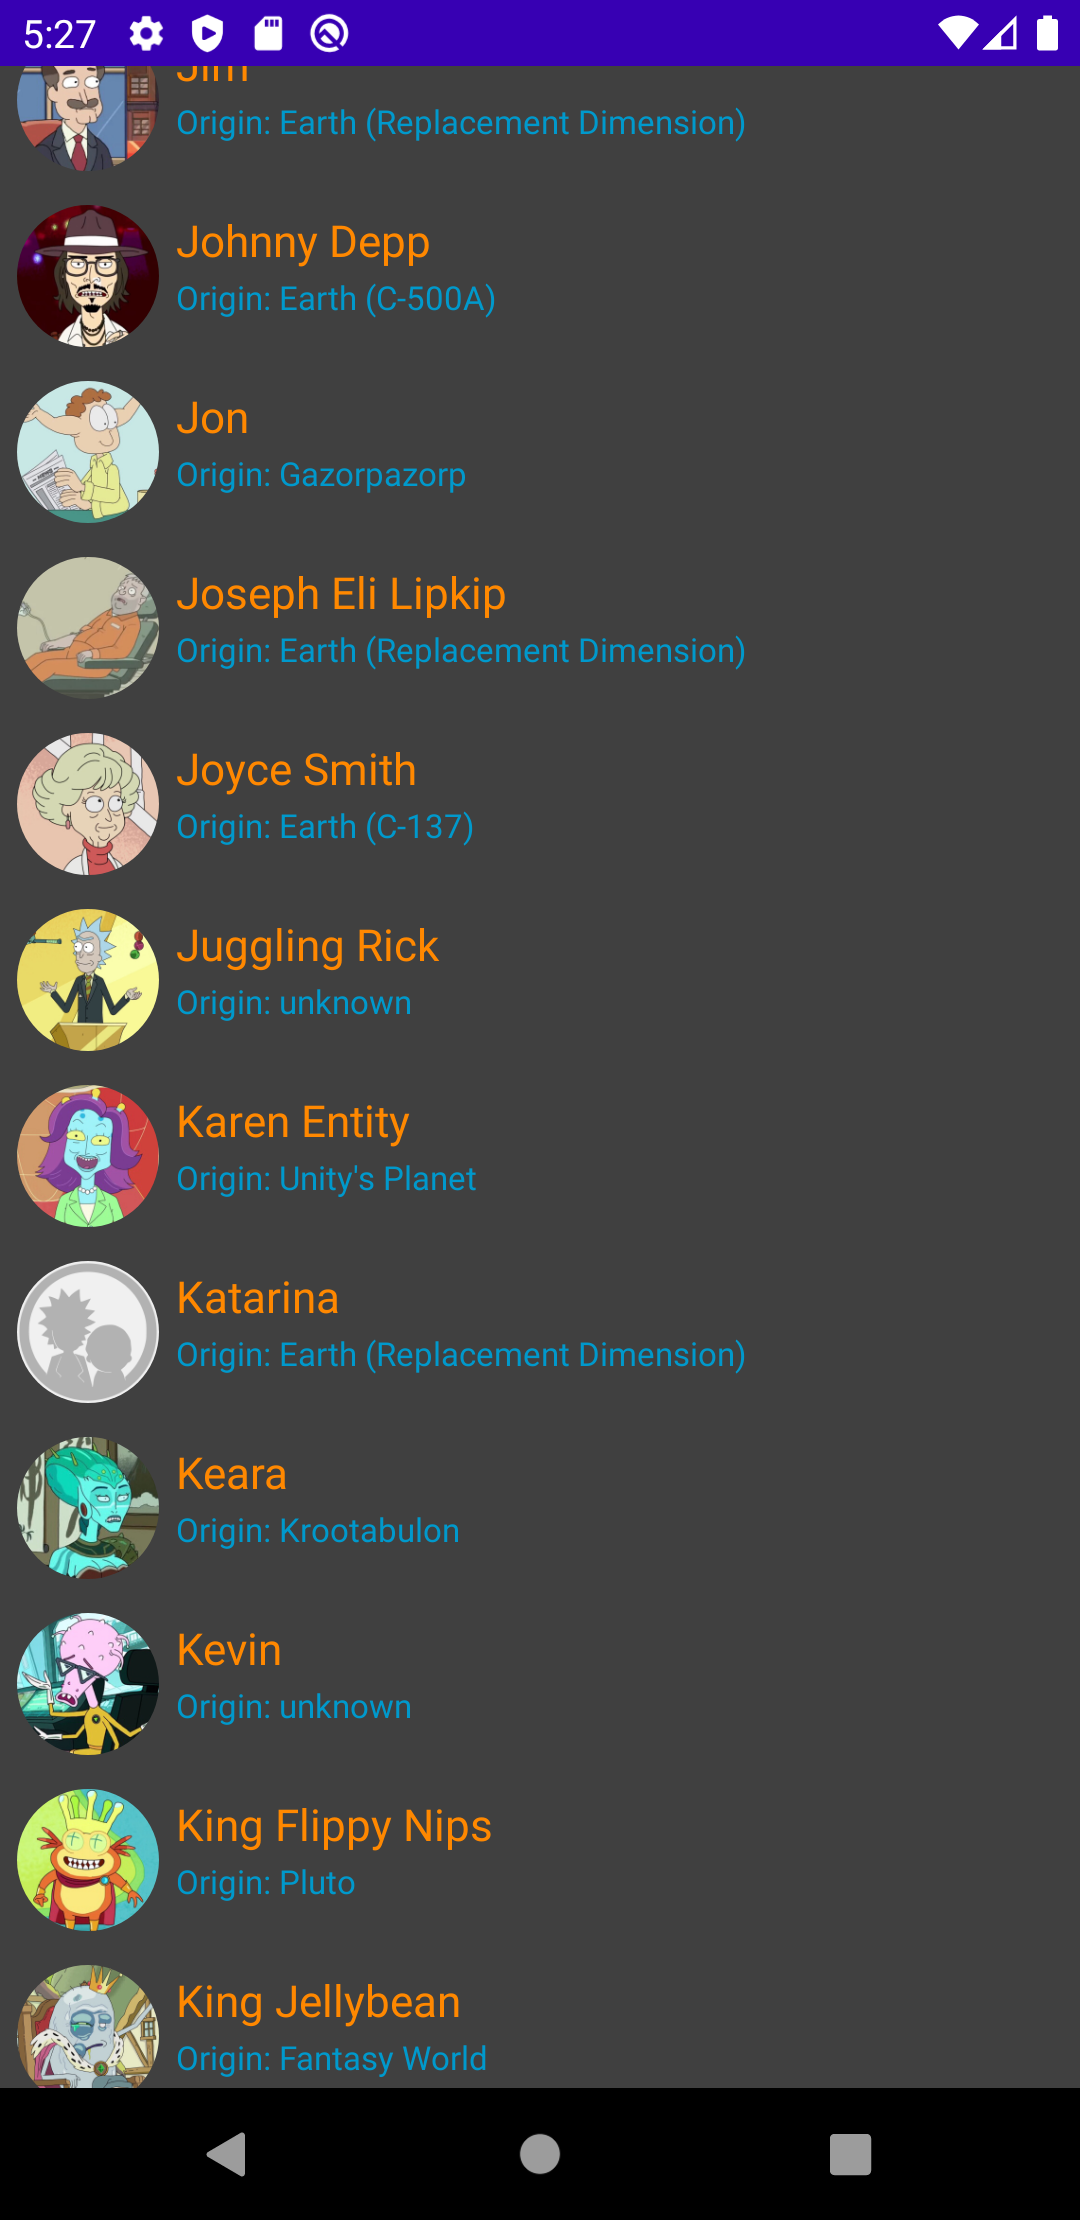 5:27
Jim
Origin: Earth (Replacement Dimension)
Johnny Depp
Origin: Earth (C-500A)
Jon
Origin: Gazorpazorp
Joseph Eli Lipkip
Origin: Earth (Replacement Dimension)
Joyce Smith
Origin: Earth (C-137)
Juggling Rick
Origin: unknown
Karen Entity
Origin: Unity's Planet
Katarina
Origin: Earth (Replacement Dimension)
Keara
Origin: Krootabulon
Kevin
Origin: unknown
King Flippy Nips
Origin: Pluto
King Jellybean
Origin: Fantasy World